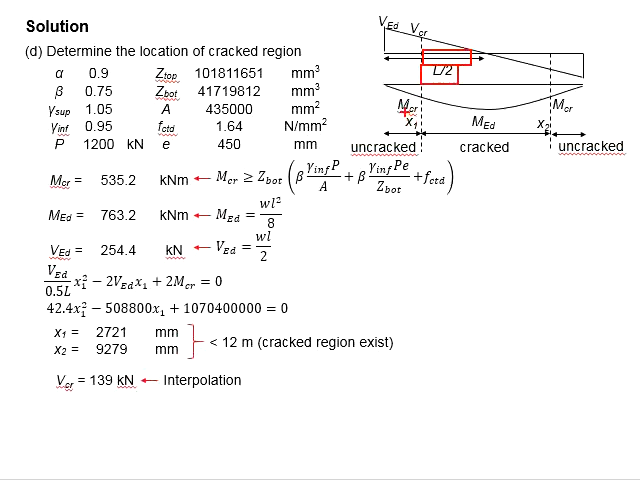 Solution
(d) Determine the location of cracked region
α 0.9 Ztop 101811651 mm³
β 0.75 Zbot 41719812 mm³
γsup 1.05 A 435000 mm²
γinf 0.95 fctd 1.64 N/mm²
P 1200 kN e 450 mm
VEd Vcr
L/2
Mcr MEd Mcr
x1 x2
uncracked cracked uncracked
Mcr = 535.2 kNm ← Mcr ≥ Zbot (β γinfP/A + β γinfPe/Zbot + fctd)
MEd = 763.2 kNm ← MEd = wl²/8
VEd = 254.4 kN ← VEd = wl/2
VEd/0.5L x1² − 2VEdx1 + 2Mcr = 0
42.4x1² − 508800x1 + 1070400000 = 0
x1 = 2721 mm
x2 = 9279 mm
< 12 m (cracked region exist)
Vcr = 139 kN ← Interpolation